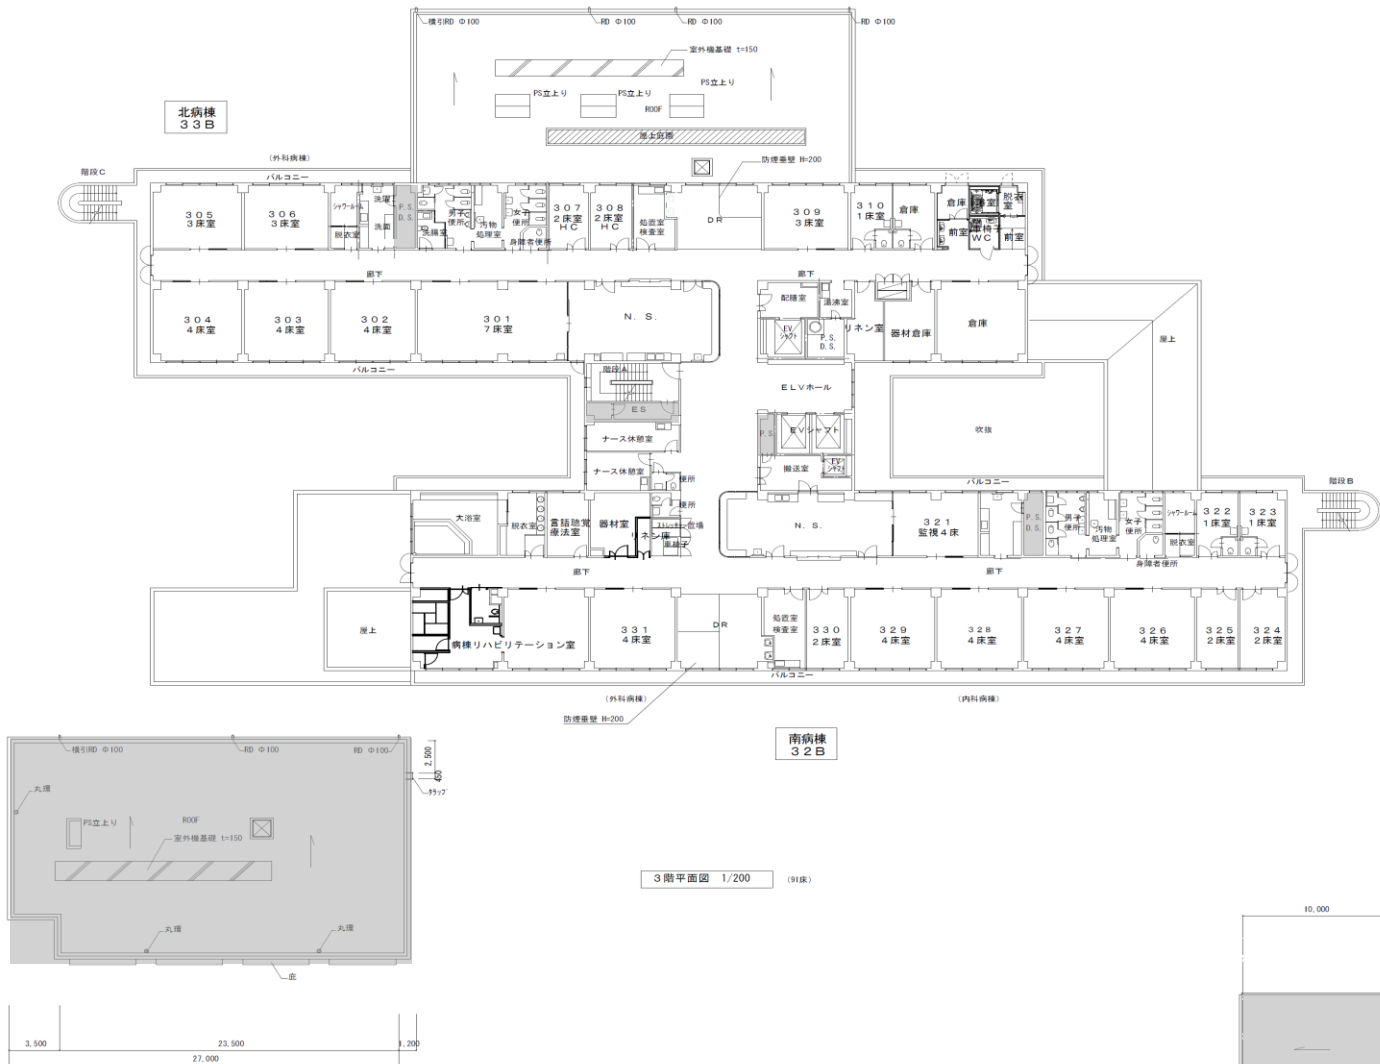 横引RD Φ100
RD Φ100
RD Φ100
RD Φ100
室外機基礎 t=150
PS立上り
PS立上り
PS立上り
ROOF
屋上庭園
北病棟
33B
(外科病棟)
防煙垂壁 H=200
階段C
バルコニー
305
3床室
306
3床室
シャワールーム
脱衣室
洗濯
洗面
P.S.
D.S.
洗腸室
男子
便所
汚物
処理室
女子
便所
身障者便所
307
2床室
HC
308
2床室
HC
処置室
検査室
DR
309
3床室
310
1床室
倉庫
倉庫
前室
浴室
車椅子
WC
脱衣
室
前室
廊下
廊下
304
4床室
303
4床室
302
4床室
301
7床室
N.S.
配膳室
湯沸室
EV
シャフト
P.S.
D.S.
リネン室
器材倉庫
倉庫
屋上
バルコニー
階段A
ES
ELVホール
P.S.
EVシャフト
吹抜
ナース休憩室
ナース休憩室
搬送室
EV
シャフト
便所
便所
バルコニー
階段B
大浴室
脱衣室
言語聴覚
療法室
器材室
リネン庫
ストレッチャー置場
車椅子
N.S.
321
監視4床
P.S.
D.S.
男子
便所
汚物
処理室
女子
便所
身障者便所
シャワールーム
脱衣室
322
1床室
323
1床室
廊下
廊下
屋上
病棟リハビリテーション室
331
4床室
DR
処置室
検査室
330
2床室
329
4床室
328
4床室
327
4床室
326
4床室
325
2床室
324
2床室
バルコニー
(外科病棟)
(内科病棟)
防煙垂壁 H=200
南病棟
32B
横引RD Φ100
RD Φ100
RD Φ100
2,500
450
タラップ
丸環
PS立上り
ROOF
室外機基礎 t=150
3階平面図 1/200
(91床)
丸環
丸環
庇
10,000
3,500
23,500
1,200
27,000